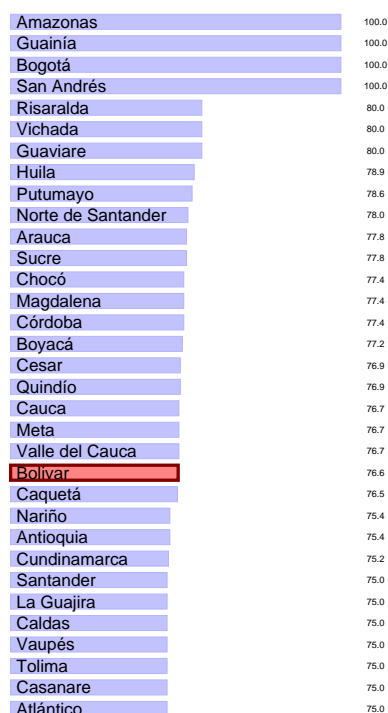 Amazonas 100.0
Guainía 100.0
Bogotá 100.0
San Andrés 100.0
Risaralda 80.0
Vichada 80.0
Guaviare 80.0
Huila 78.9
Putumayo 78.6
Norte de Santander 78.0
Arauca 77.8
Sucre 77.8
Chocó 77.4
Magdalena 77.4
Córdoba 77.4
Boyacá 77.2
Cesar 76.9
Quindío 76.9
Cauca 76.7
Meta 76.7
Valle del Cauca 76.7
Bolivar 76.6
Caquetá 76.5
Nariño 75.4
Antioquia 75.4
Cundinamarca 75.2
Santander 75.0
La Guajira 75.0
Caldas 75.0
Vaupés 75.0
Tolima 75.0
Casanare 75.0
Atlántico 75.0